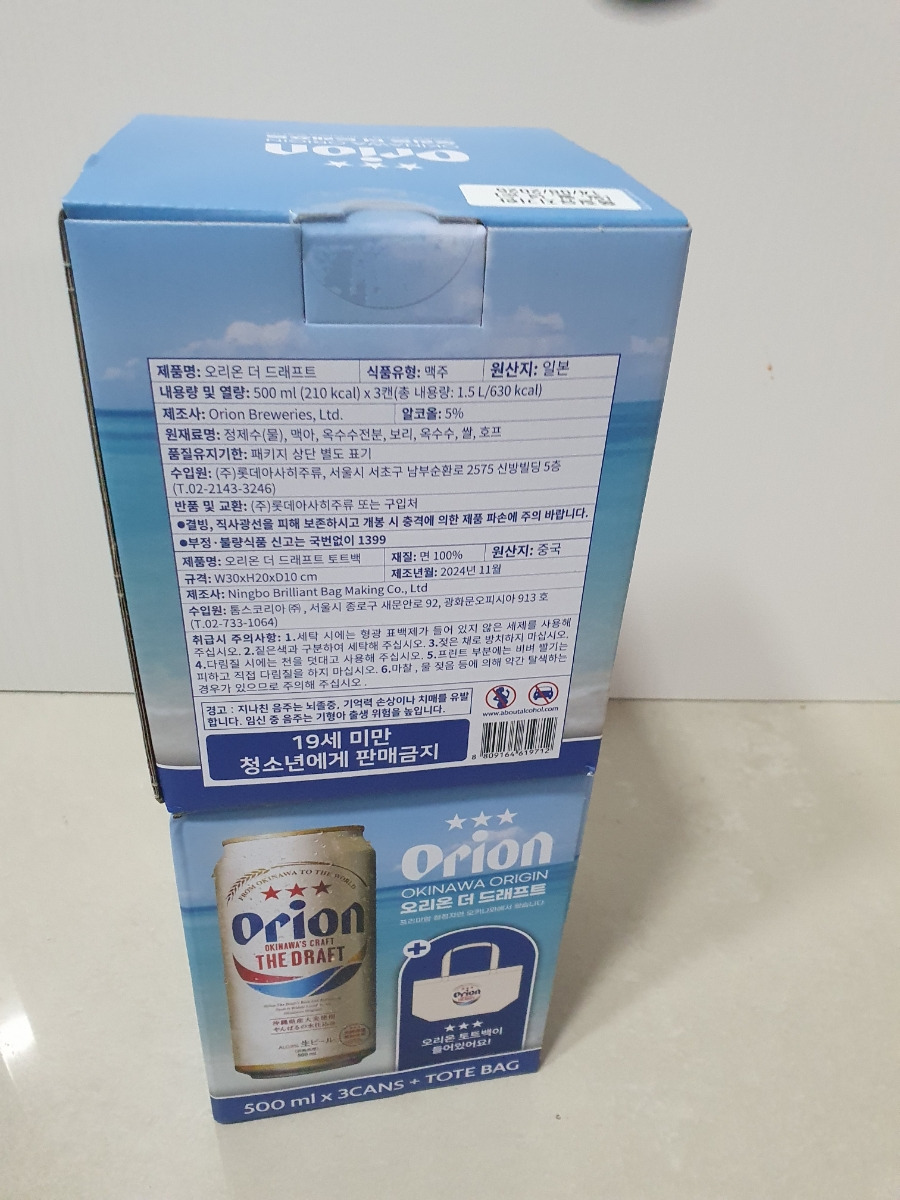 Orion
제품명: 오리온 더 드래프트 식품유형: 맥주 원산지: 일본
내용량 및 열량: 500 ml (210 kcal) x 3캔(총 내용량: 1.5 L/630 kcal)
제조사: Orion Breweries, Ltd. 알코올: 5%
원재료명: 정제수(물), 맥아, 옥수수전분, 보리, 옥수수, 쌀, 호프
품질유지기한: 패키지 상단 별도 표기
수입원: (주)롯데아사히주류, 서울시 서초구 남부순환로 2575 신방빌딩 5층
(T.02-2143-3246)
반품 및 교환: (주)롯데아사히주류 또는 구입처
●결빙, 직사광선을 피해 보존하시고 개봉 시 충격에 의한 제품 파손에 주의 바랍니다.
●부정·불량식품 신고는 국번없이 1399
제품명: 오리온 더 드래프트 토트백 재질: 면 100% 원산지: 중국
규격: W30xH20xD10 cm 제조년월: 2024년 11월
제조사: Ningbo Brilliant Bag Making Co., Ltd
수입원: 톰스코리아 ㈜, 서울시 종로구 새문안로 92, 광화문오피시아 913 호
(T.02-733-1064)
취급시 주의사항: 1.세탁 시에는 형광 표백제가 들어 있지 않은 세제를 사용해
주십시오. 2.짙은색과 구분하여 세탁해 주십시오. 3.젖은 채로 방치하지 마십시오.
4.다림질 시에는 천을 덧대고 사용해 주십시오. 5.프린트 부분에는 비벼 빨기는
피하고 직접 다림질을 하지 마십시오. 6.마찰, 물 젖음 등에 의해 약간 탈색하는
경우가 있으므로 주의해 주십시오.
경고 : 지나친 음주는 뇌졸중, 기억력 손상이나 치매를 유발
합니다. 임신 중 음주는 기형아 출생 위험을 높입니다.
www.aboutalcohol.com
19세 미만
청소년에게 판매금지
8 809164 619712
Orion
OKINAWA ORIGIN
오리온 더 드래프트
FROM OKINAWA TO THE WORLD
Orion
OKINAWA'S CRAFT
THE DRAFT
生ビール
+
Orion
오리온 토트백이
들어있어요!
500 ml x 3CANS + TOTE BAG